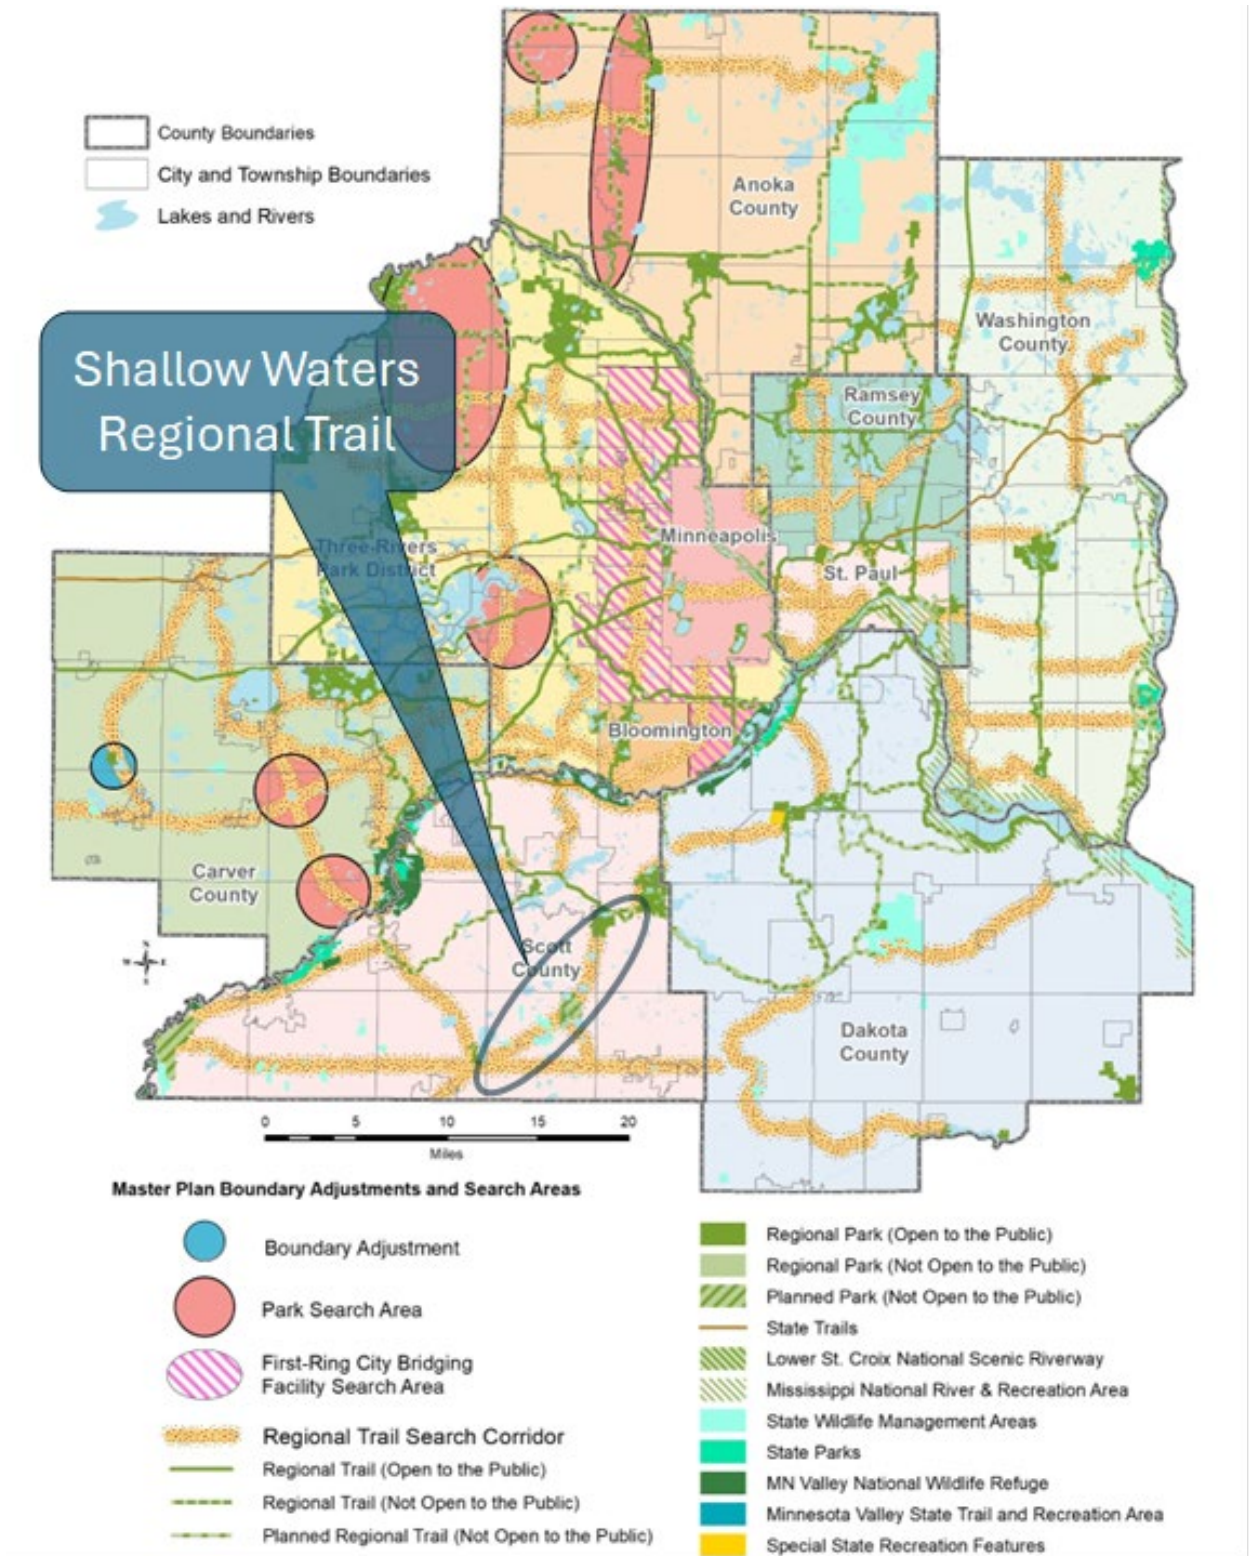 County Boundaries
City and Township Boundaries
Lakes and Rivers
Anoka
County
Washington
County
Shallow Waters
Regional Trail
Ramsey
County
Minneapolis
Three Rivers
Park District
St. Paul
Bloomington
Carver
County
Scott
County
N
W
E
S
Dakota
County
0 5 10 15 20
Miles
Master Plan Boundary Adjustments and Search Areas
Boundary Adjustment
Park Search Area
First-Ring City Bridging
Facility Search Area
Regional Trail Search Corridor
Regional Trail (Open to the Public)
Regional Trail (Not Open to the Public)
Planned Regional Trail (Not Open to the Public)
Regional Park (Open to the Public)
Regional Park (Not Open to the Public)
Planned Park (Not Open to the Public)
State Trails
Lower St. Croix National Scenic Riverway
Mississippi National River & Recreation Area
State Wildlife Management Areas
State Parks
MN Valley National Wildlife Refuge
Minnesota Valley State Trail and Recreation Area
Special State Recreation Features